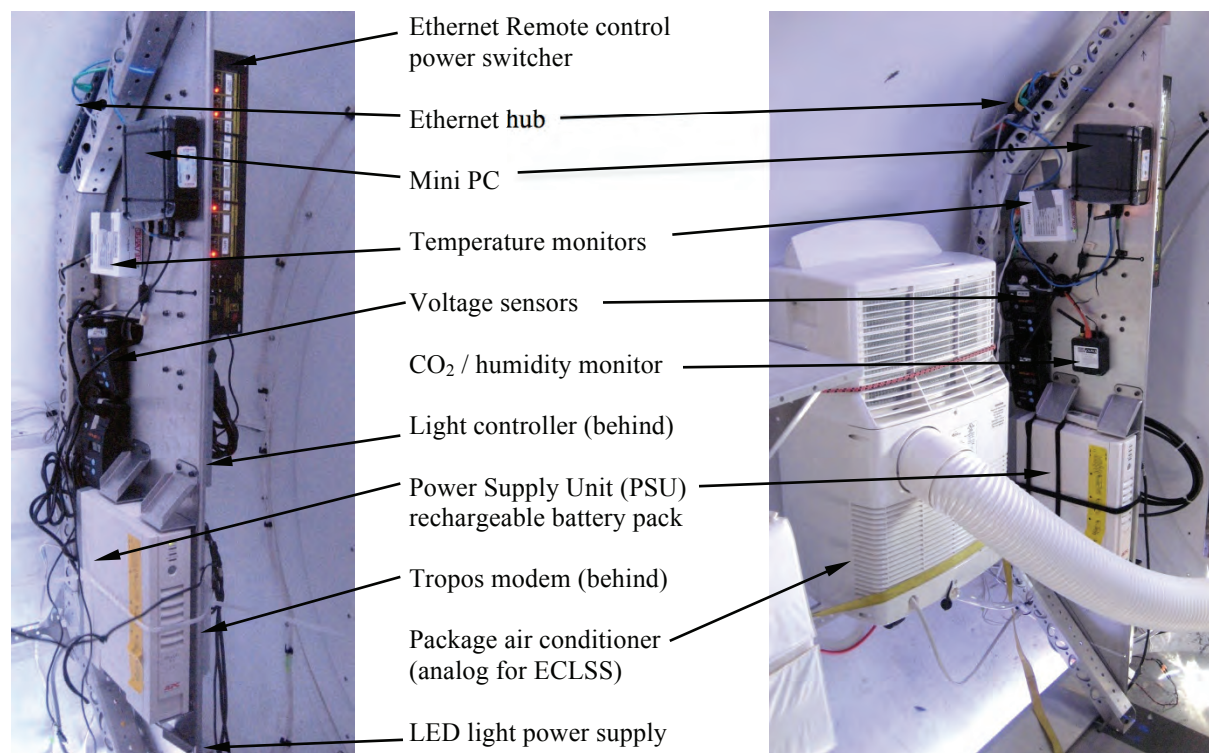 Ethernet Remote control
power switcher
Ethernet hub
Mini PC
Temperature monitors
Voltage sensors
CO₂ / humidity monitor
Light controller (behind)
Power Supply Unit (PSU)
rechargeable battery pack
Tropos modem (behind)
Package air conditioner
(analog for ECLSS)
LED light power supply
APC